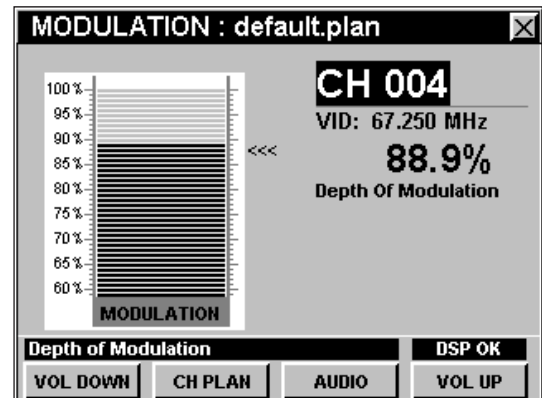 MODULATION : default.plan
CH 004
VID: 67.250 MHz
88.9%
Depth Of Modulation
100%
95%
90%
<<<
85%
80%
75%
70%
65%
60%
MODULATION
Depth of Modulation
DSP OK
VOL DOWN
CH PLAN
AUDIO
VOL UP